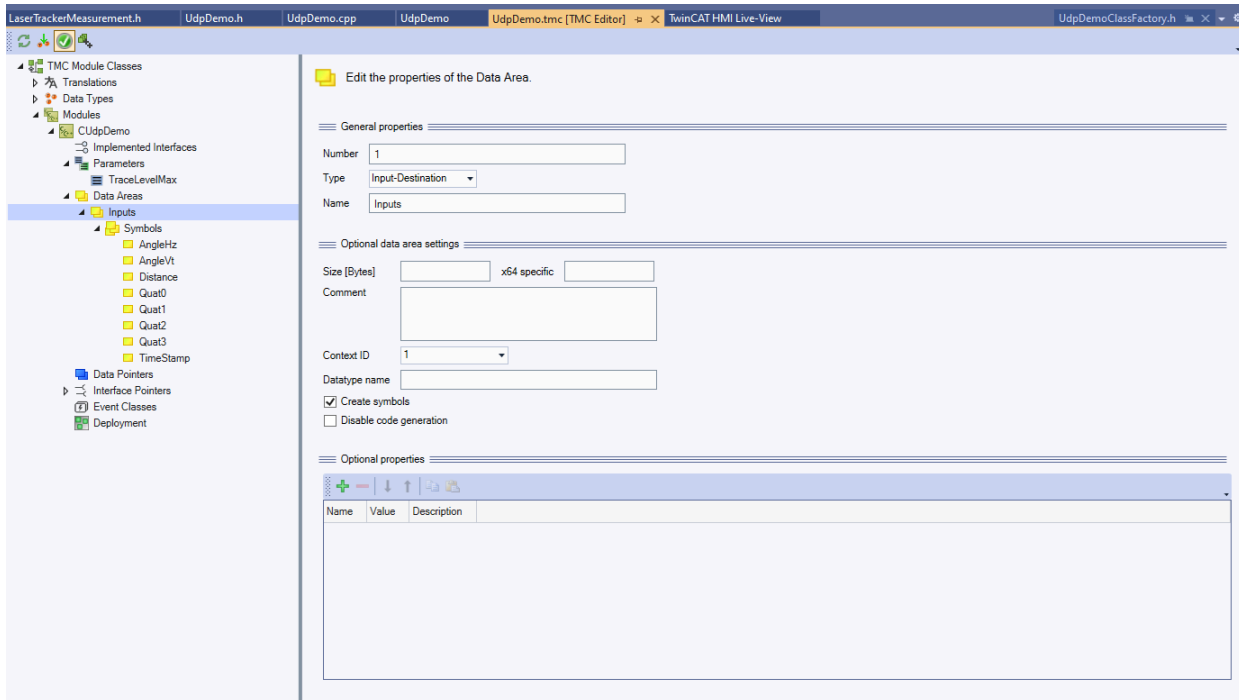 LaserTrackerMeasurement.h UdpDemo.h UdpDemo.cpp UdpDemo UdpDemo.tmc [TMC Editor] TwinCAT HMI Live-View UdpDemoClassFactory.h
TMC Module Classes
Translations
Data Types
Modules
CUdpDemo
Implemented Interfaces
Parameters
TraceLevelMax
Data Areas
Inputs
Symbols
AngleHz
AngleVt
Distance
Quat0
Quat1
Quat2
Quat3
TimeStamp
Data Pointers
Interface Pointers
Event Classes
Deployment
Edit the properties of the Data Area.
General properties
Number 1
Type Input-Destination
Name Inputs
Optional data area settings
Size [Bytes] x64 specific
Comment
Context ID 1
Datatype name
Create symbols
Disable code generation
Optional properties
Name Value Description